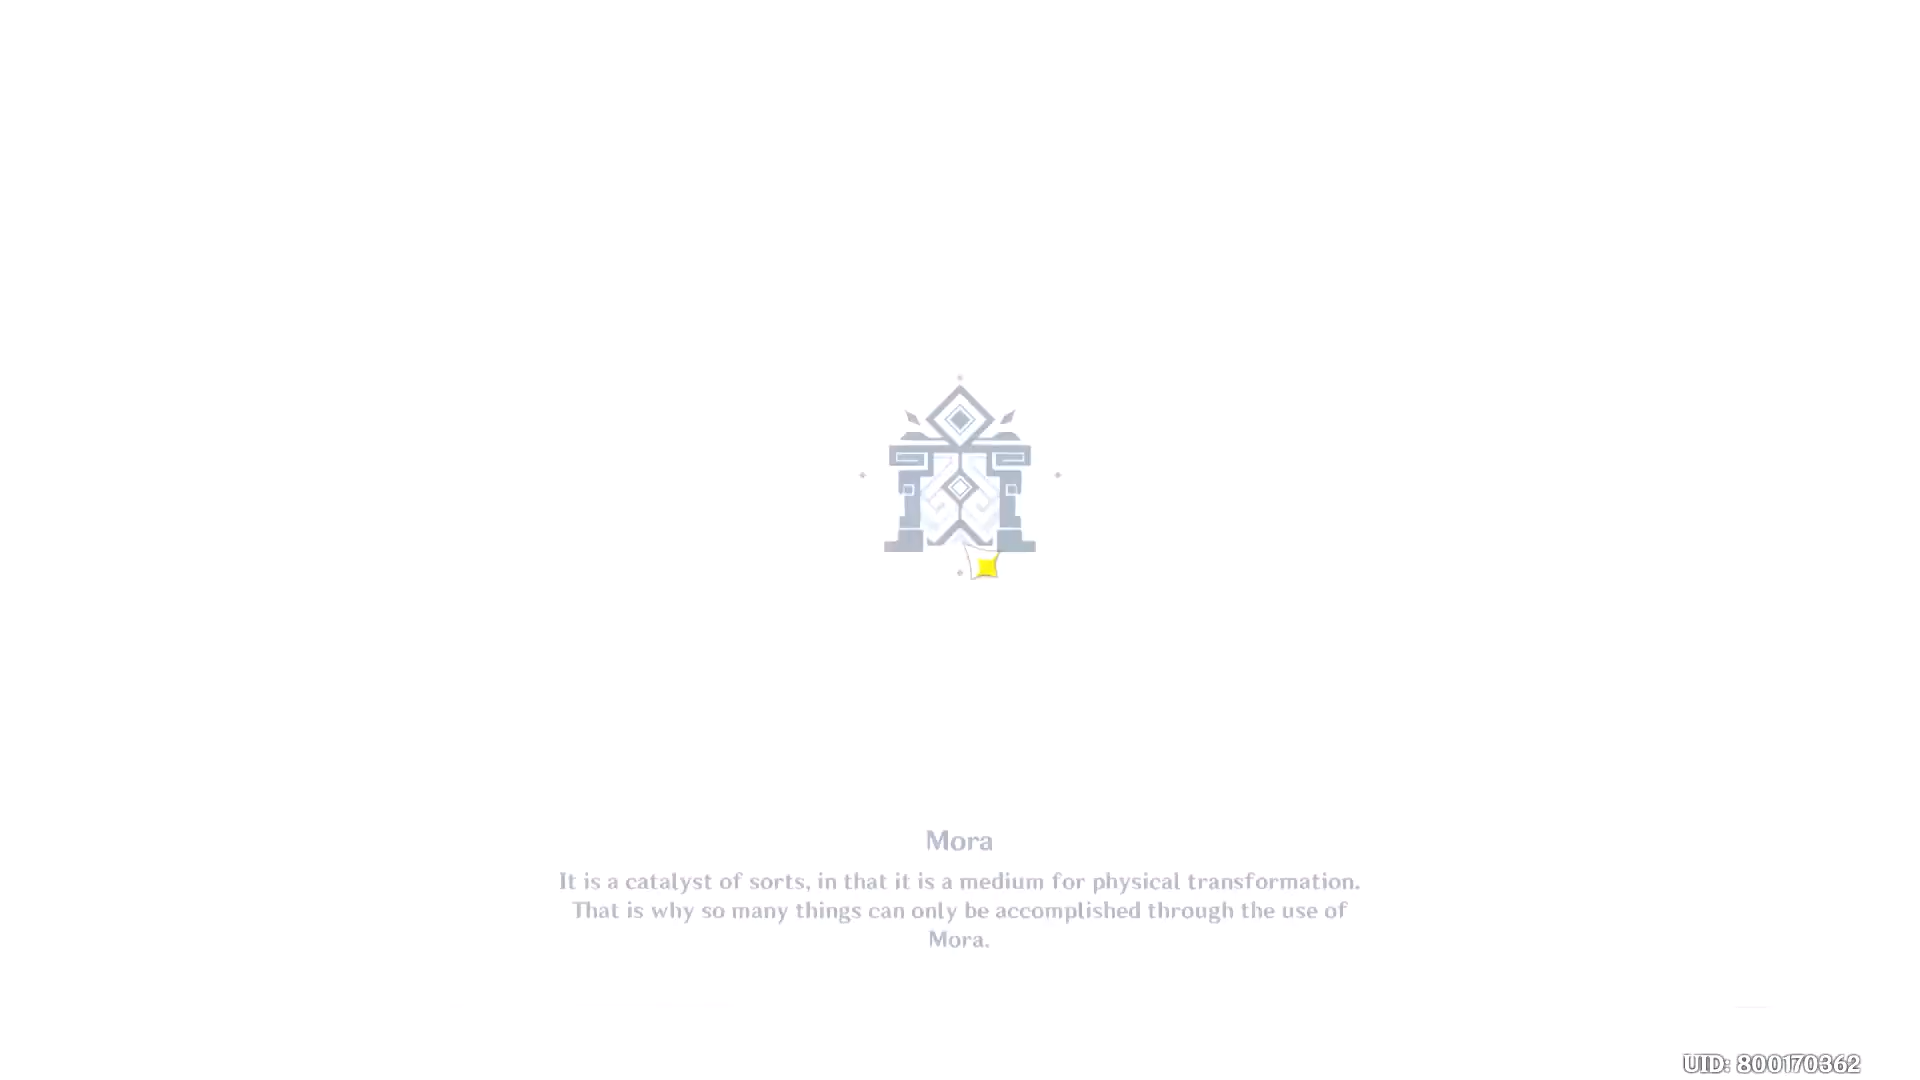 Mora
It is a catalyst of sorts, in that it is a medium for physical transformation.
That is why so many things can only be accomplished through the use of
Mora.
UID: 800170362